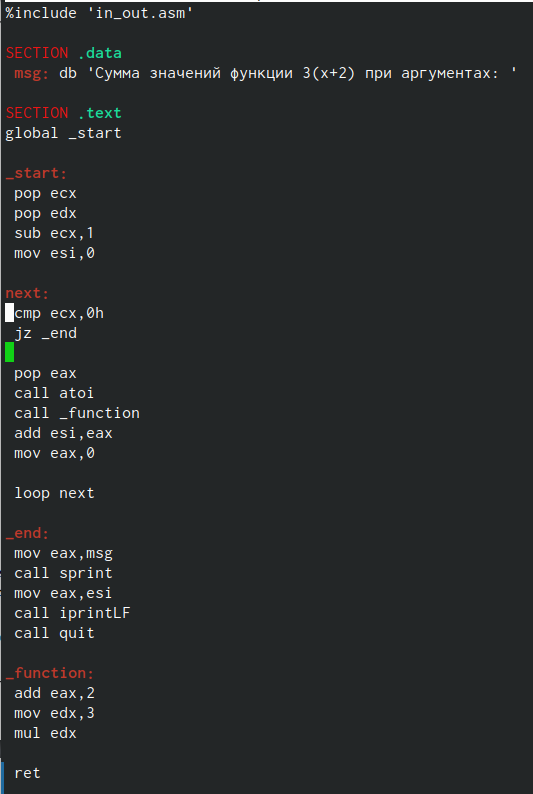 %include 'in_out.asm'
SECTION .data
msg: db 'Сумма значений функции 3(x+2) при аргументах: '
SECTION .text
global _start
_start:
pop ecx
pop edx
sub ecx,1
mov esi,0
next:
cmp ecx,0h
jz _end
pop eax
call atoi
call _function
add esi,eax
mov eax,0
loop next
_end:
mov eax,msg
call sprint
mov eax,esi
call iprintLF
call quit
_function:
add eax,2
mov edx,3
mul edx
ret